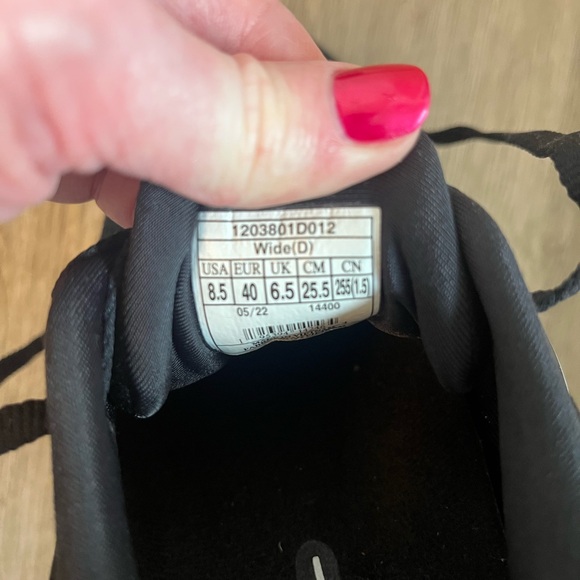 1203801D012
Wide(D)
USA EUR UK CM CN
8.5 40 6.5 25.5 255(1.5)
05/22 14400